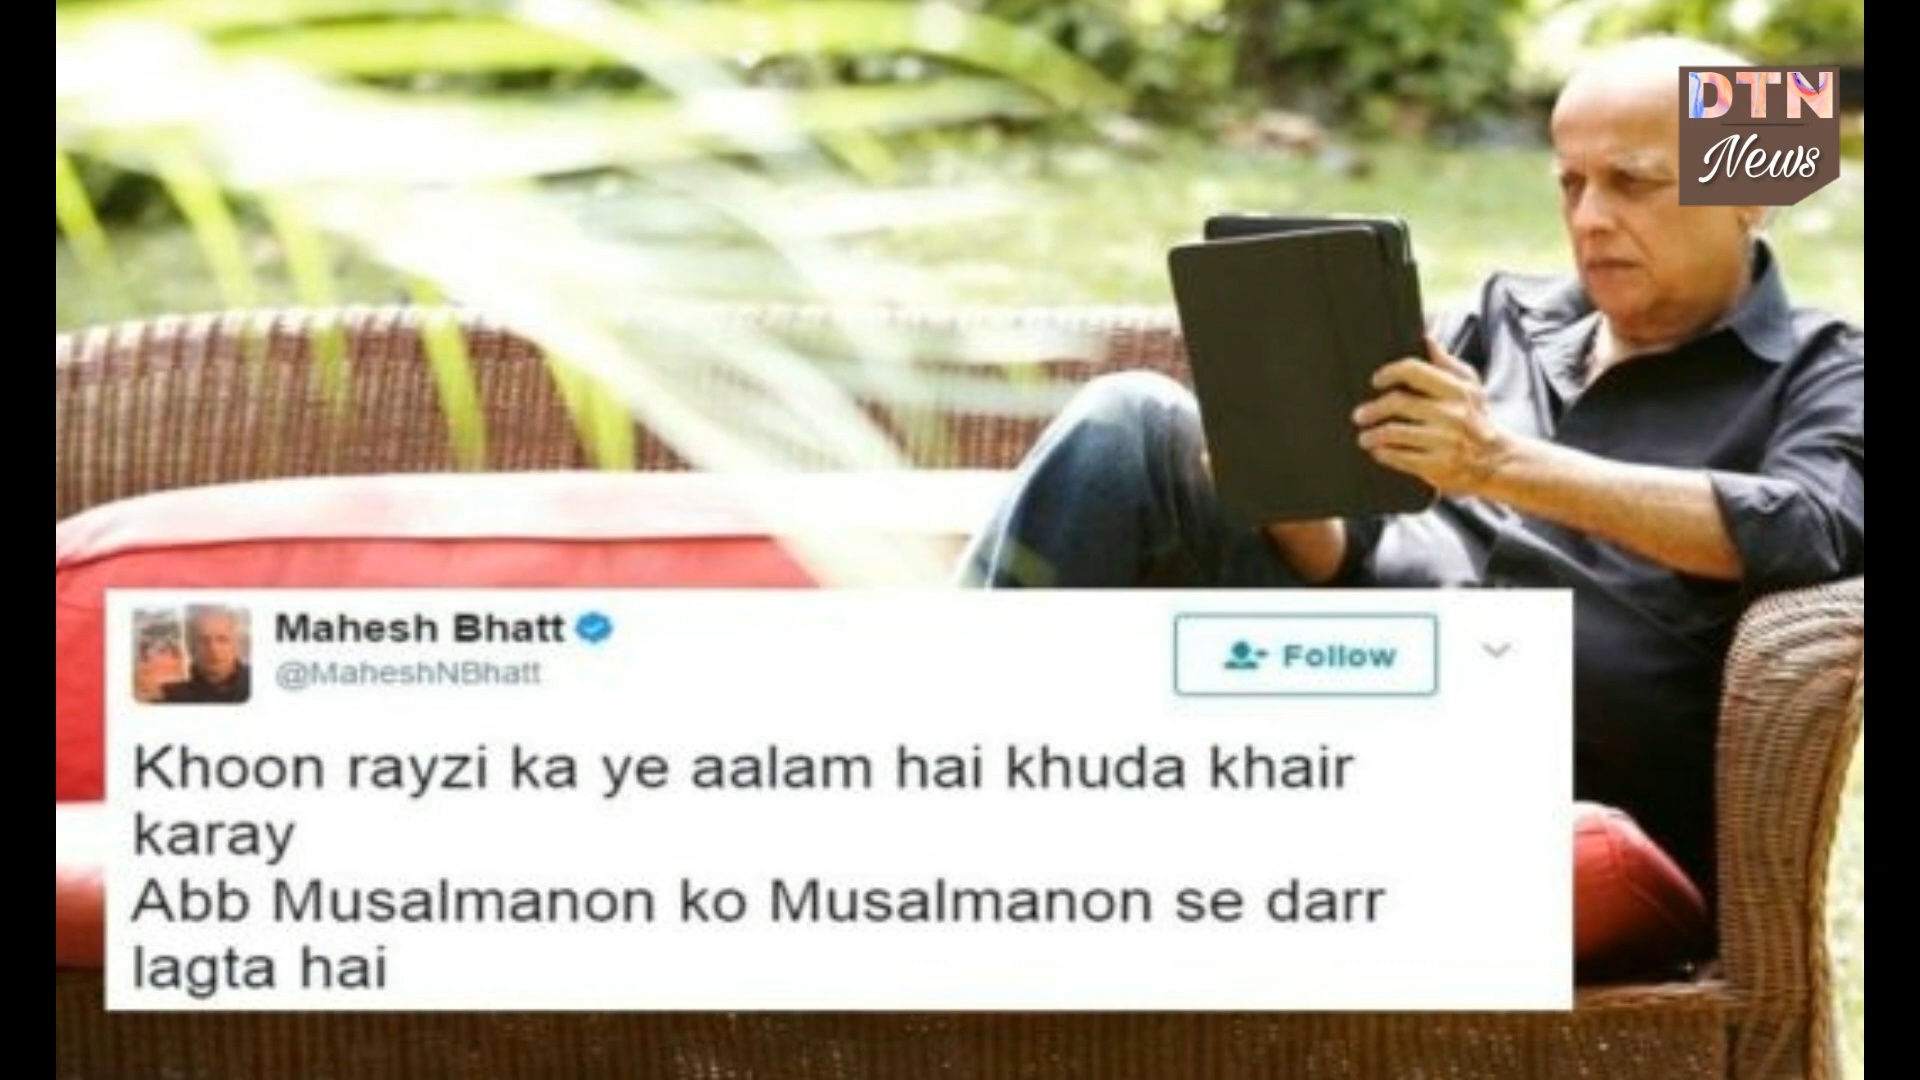 DTN
News
Mahesh Bhatt
@MaheshNBhatt
Follow
Khoon rayzi ka ye aalam hai khuda khair
karay
Abb Musalmanon ko Musalmanon se darr
lagta hai